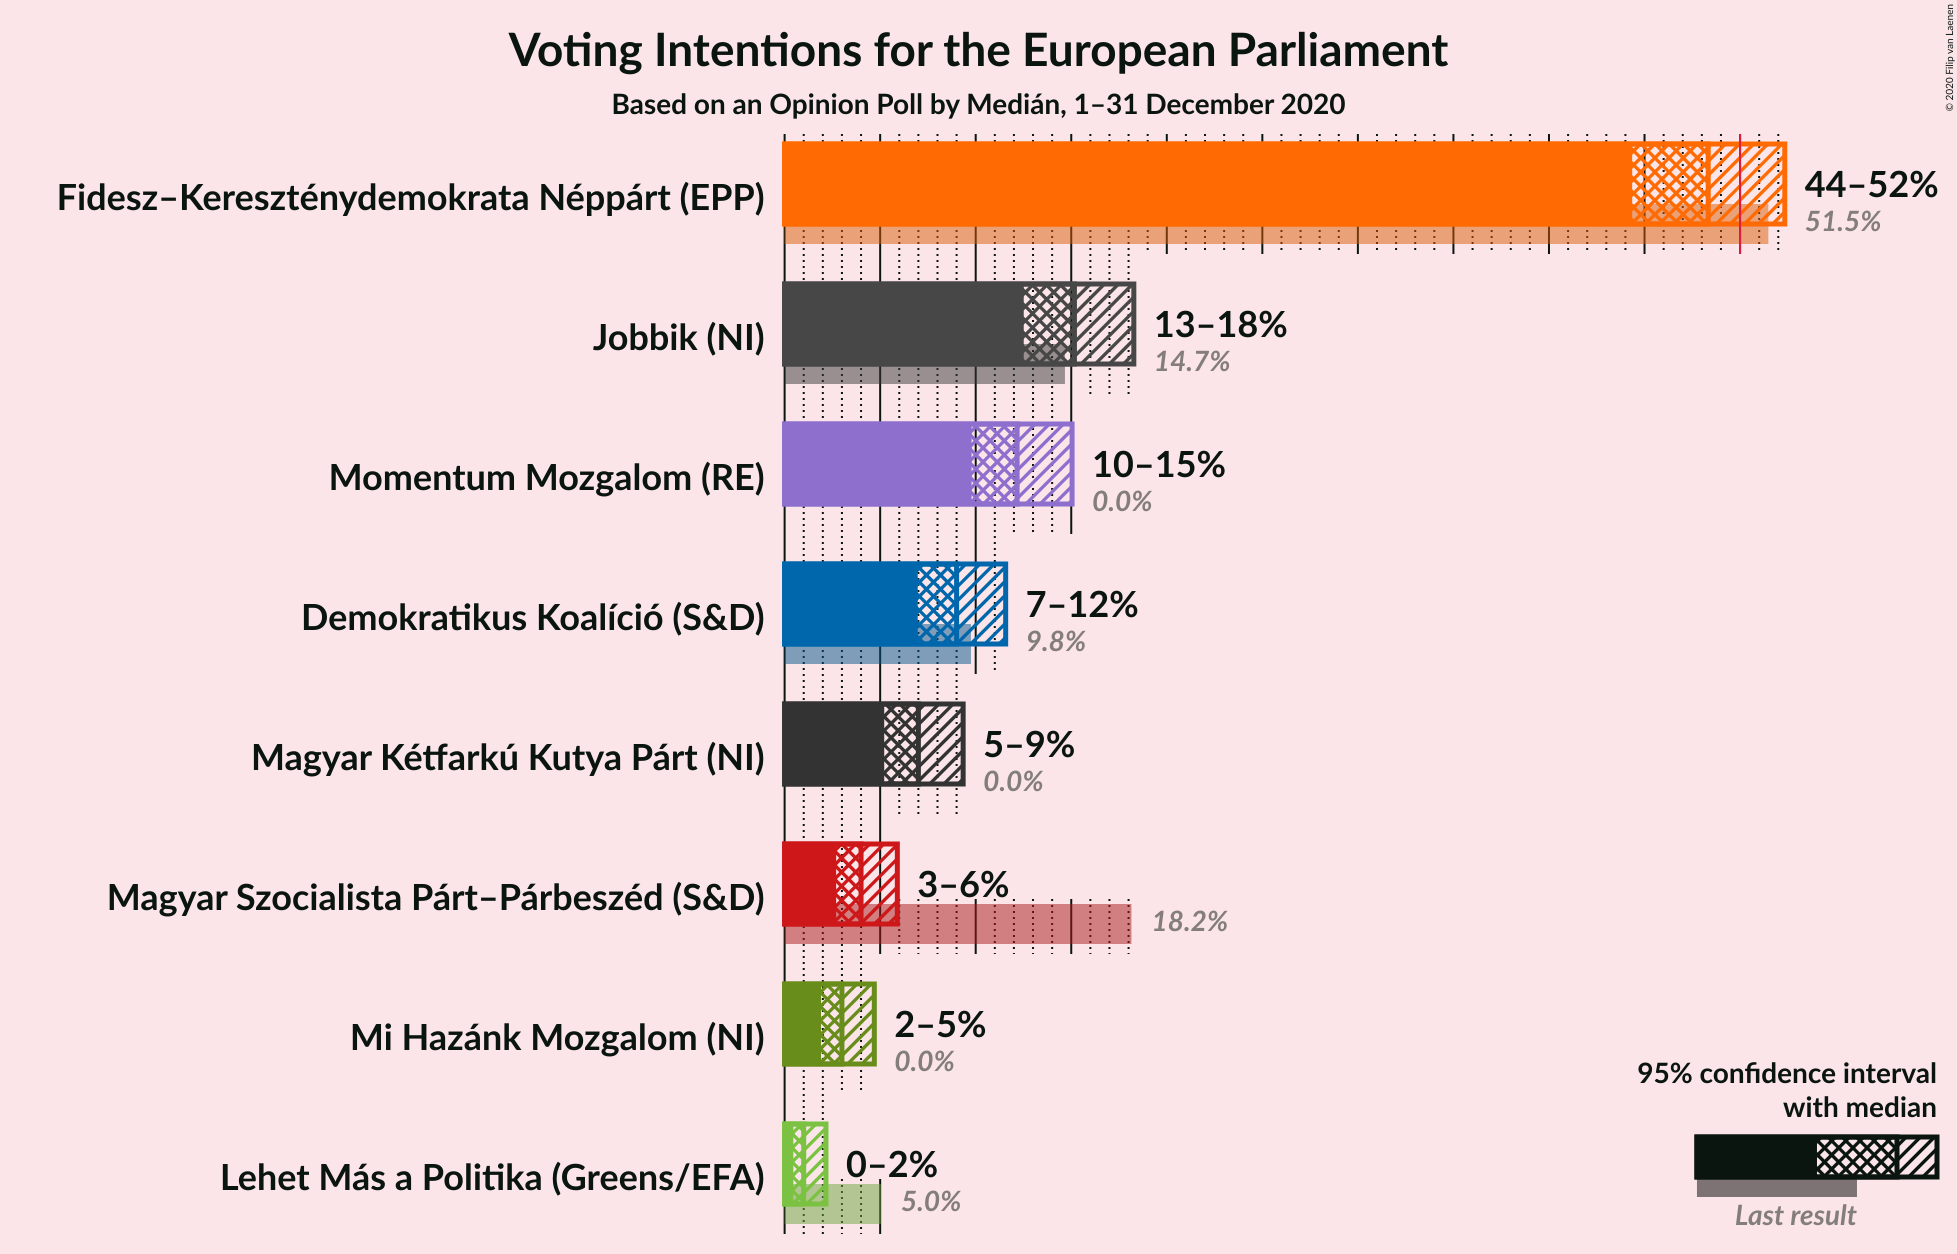 Voting Intentions for the European Parliament
Based on an Opinion Poll by Medián, 1–31 December 2020
© 2020 Filip van Laenen
Fidesz–Kereszténydemokrata Néppárt (EPP)
44–52%
51.5%
Jobbik (NI)
13–18%
14.7%
Momentum Mozgalom (RE)
10–15%
0.0%
Demokratikus Koalíció (S&D)
7–12%
9.8%
Magyar Kétfarkú Kutya Párt (NI)
5–9%
0.0%
Magyar Szocialista Párt–Párbeszéd (S&D)
3–6%
18.2%
Mi Hazánk Mozgalom (NI)
2–5%
0.0%
Lehet Más a Politika (Greens/EFA)
0–2%
5.0%
95% confidence interval
with median
Last result